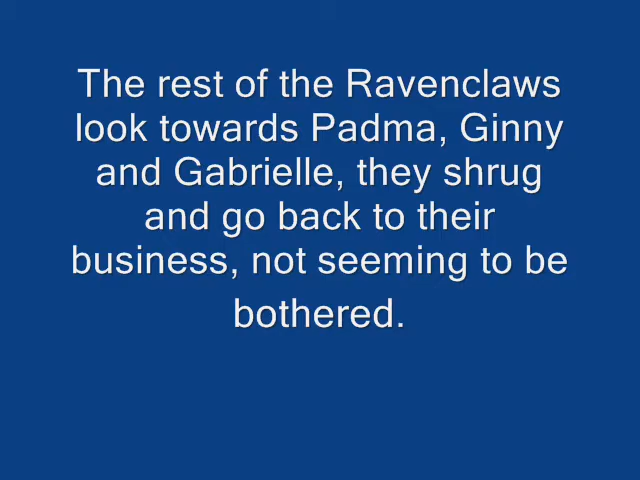 The rest of the Ravenclaws
look towards Padma, Ginny
and Gabrielle, they shrug
and go back to their
business, not seeming to be
bothered.